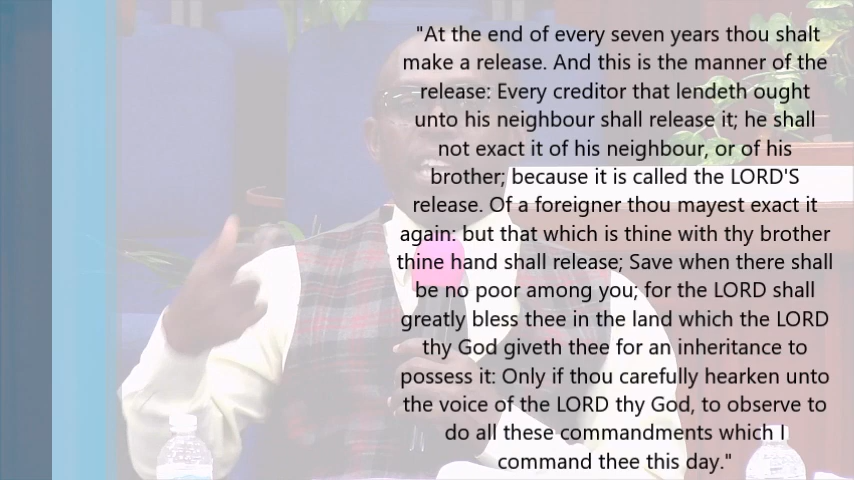 "At the end of every seven years thou shalt
make a release. And this is the manner of the
release: Every creditor that lendeth ought
unto his neighbour shall release it; he shall
not exact it of his neighbour, or of his
brother; because it is called the LORD'S
release. Of a foreigner thou mayest exact it
again: but that which is thine with thy brother
thine hand shall release; Save when there shall
be no poor among you; for the LORD shall
greatly bless thee in the land which the LORD
thy God giveth thee for an inheritance to
possess it: Only if thou carefully hearken unto
the voice of the LORD thy God, to observe to
do all these commandments which I
command thee this day."